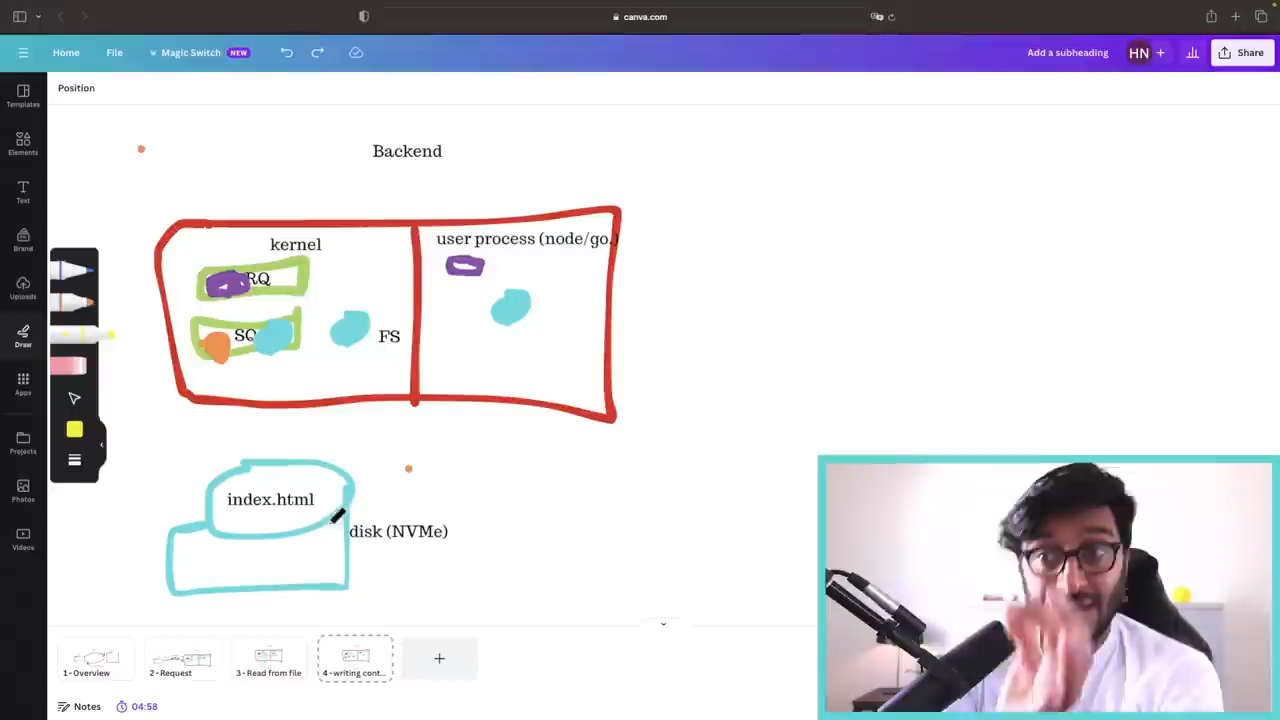 canva.com
Home
File
Magic Switch
NEW
Add a subheading
HN
Share
Position
Templates
Elements
Text
Brand
Uploads
Draw
Apps
Projects
Photos
Videos
Backend
kernel
user process (node/go.)
RQ
SQ
FS
index.html
disk (NVMe)
1 - Overview
2 - Request
3 - Read from file
4 - writing cont...
Notes
04:58